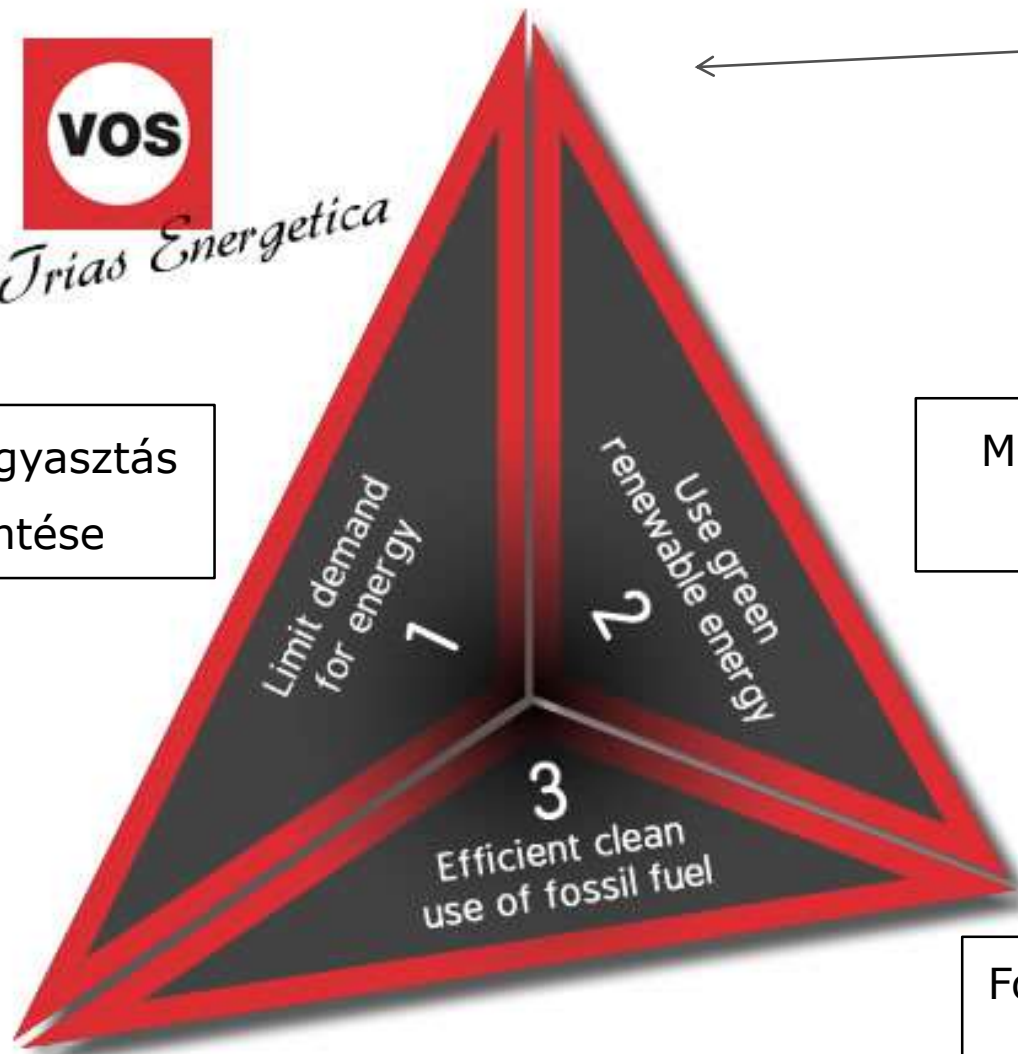 VOS
Trias Energetica
gyasztás
ntése
Limit demand
for energy
1
Use green
renewable energy
2
3
Efficient clean
use of fossil fuel
M
Fo